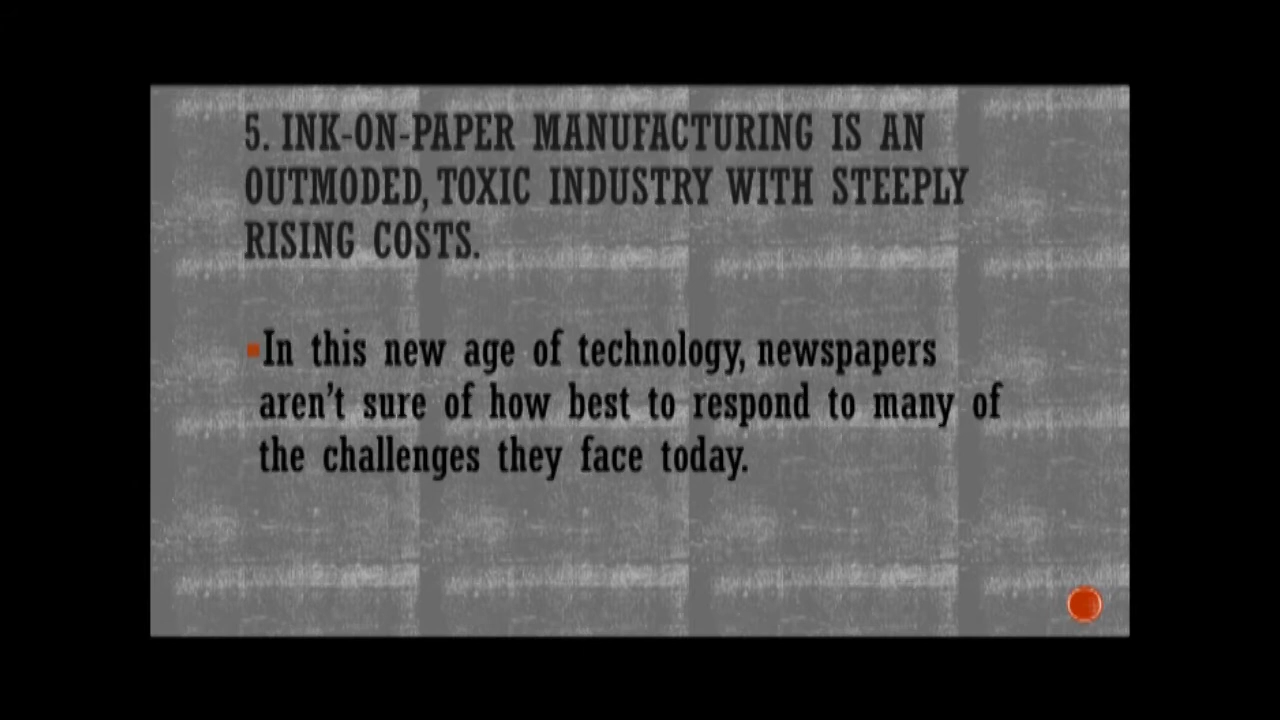 5. INK-ON-PAPER MANUFACTURING IS AN
OUTMODED, TOXIC INDUSTRY WITH STEEPLY
RISING COSTS.
In this new age of technology, newspapers
aren't sure of how best to respond to many of
the challenges they face today.